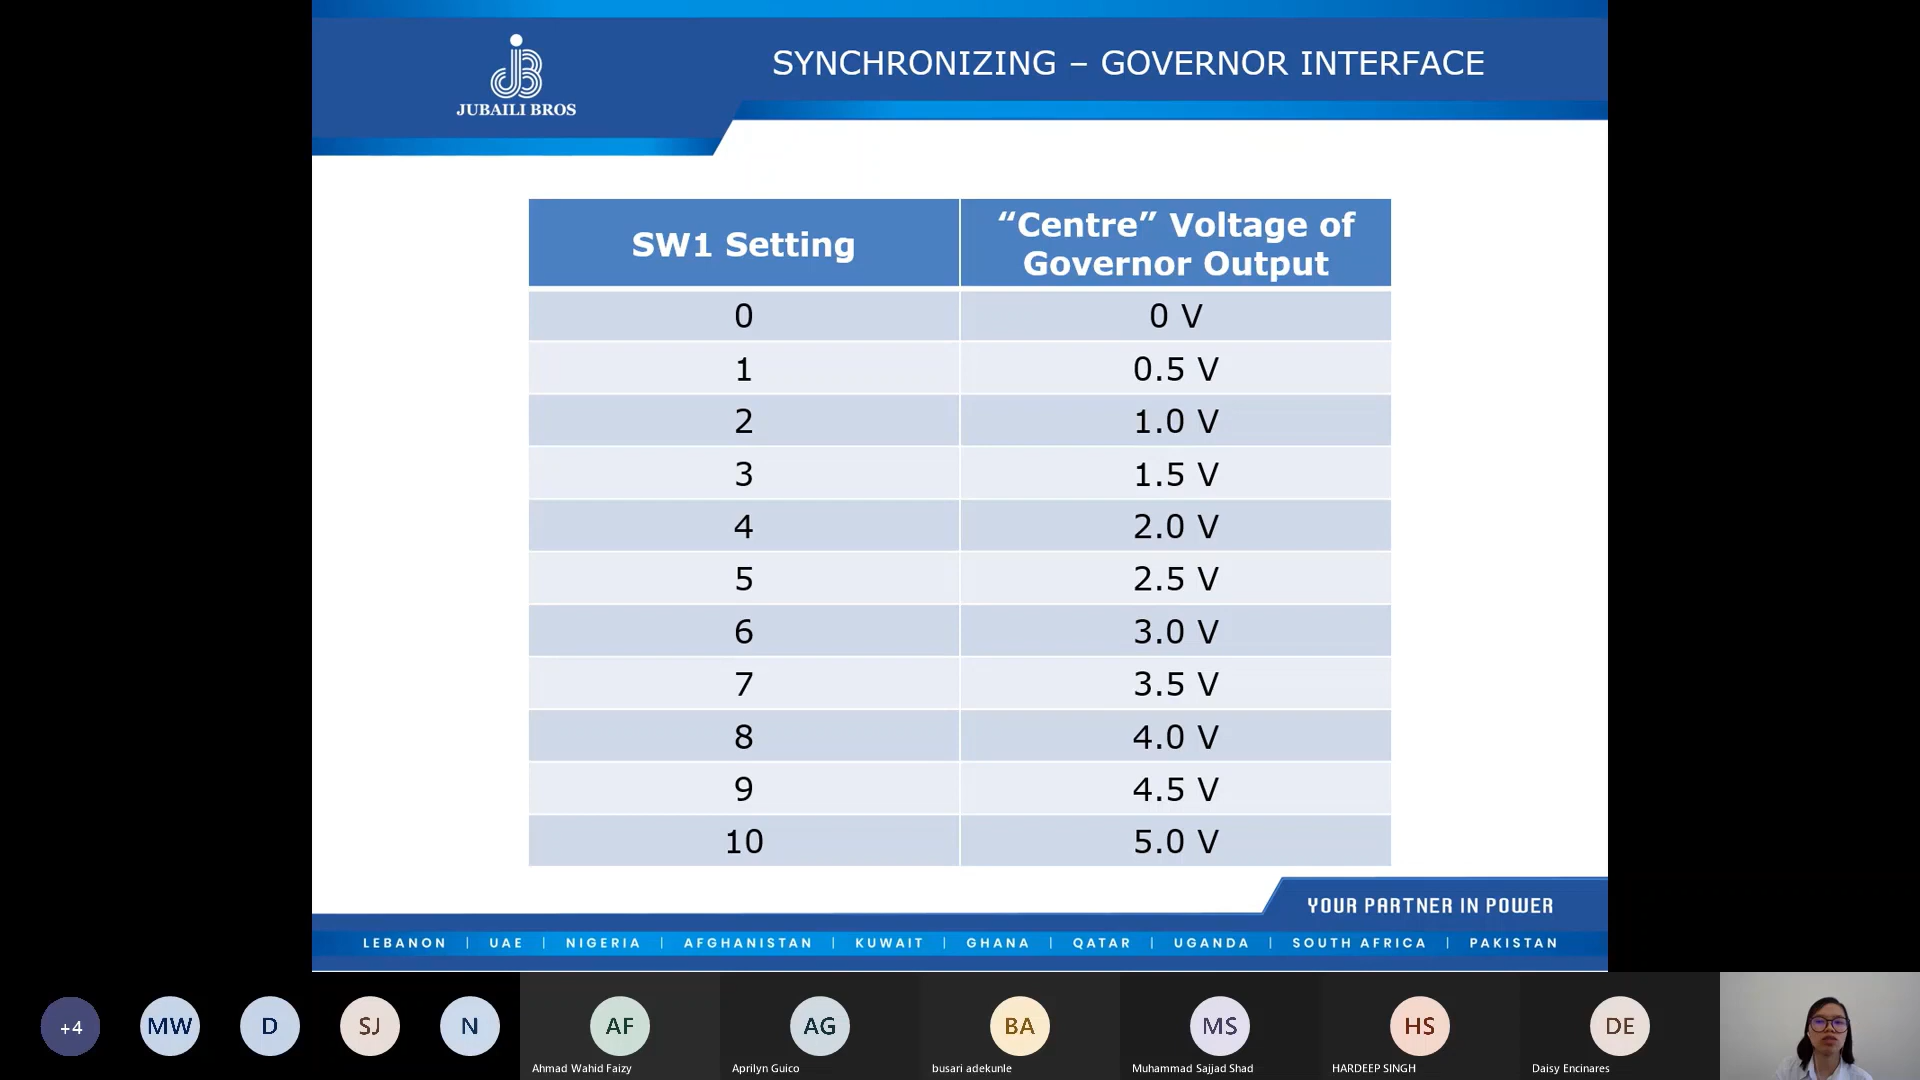 JUBAILI BROS
SYNCHRONIZING – GOVERNOR INTERFACE
SW1 Setting
“Centre” Voltage of
Governor Output
0
0 V
1
0.5 V
2
1.0 V
3
1.5 V
4
2.0 V
5
2.5 V
6
3.0 V
7
3.5 V
8
4.0 V
9
4.5 V
10
5.0 V
YOUR PARTNER IN POWER
LEBANON | UAE | NIGERIA | AFGHANISTAN | KUWAIT | GHANA | QATAR | UGANDA | SOUTH AFRICA | PAKISTAN
+4
MW
D
SJ
N
AF
AG
BA
MS
HS
DE
Ahmad Wahid Faizy
Aprilyn Guico
busari adekunle
Muhammad Sajjad Shad
HARDEEP SINGH
Daisy Encinares